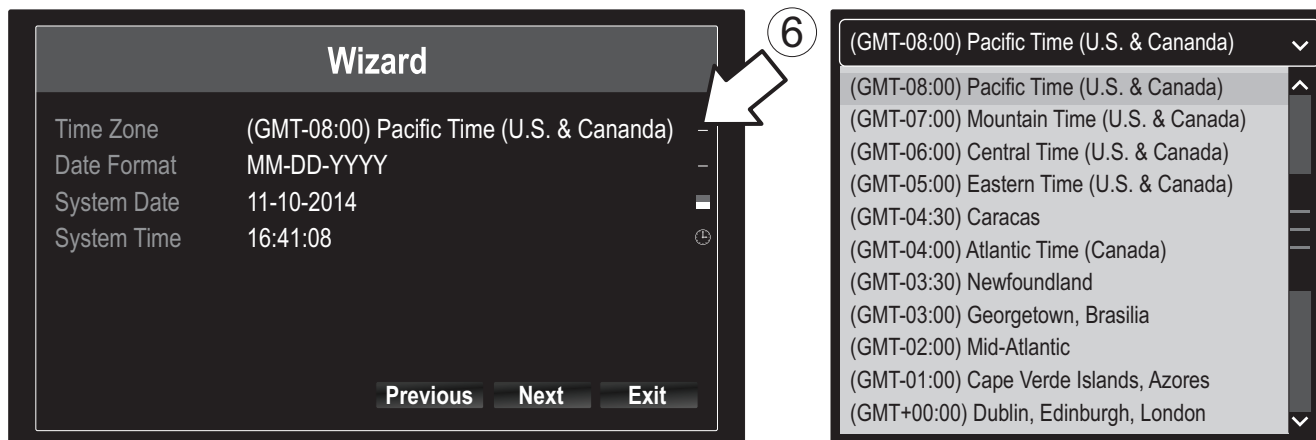 Wizard
Time Zone (GMT-08:00) Pacific Time (U.S. & Cananda)
Date Format MM-DD-YYYY
System Date 11-10-2014
System Time 16:41:08
Previous Next Exit
6
(GMT-08:00) Pacific Time (U.S. & Cananda)
(GMT-08:00) Pacific Time (U.S. & Canada)
(GMT-07:00) Mountain Time (U.S. & Canada)
(GMT-06:00) Central Time (U.S. & Canada)
(GMT-05:00) Eastern Time (U.S. & Canada)
(GMT-04:30) Caracas
(GMT-04:00) Atlantic Time (Canada)
(GMT-03:30) Newfoundland
(GMT-03:00) Georgetown, Brasilia
(GMT-02:00) Mid-Atlantic
(GMT-01:00) Cape Verde Islands, Azores
(GMT+00:00) Dublin, Edinburgh, London